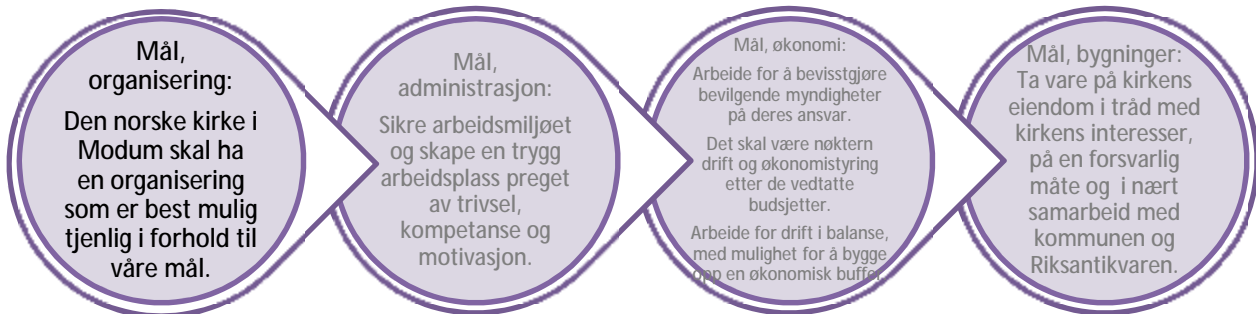 Mål,
organisering:
Den norske kirke i
Modum skal ha
en organisering
som er best mulig
tjenlig i forhold til
våre mål.
Mål,
administrasjon:
Sikre arbeidsmiljøet
og skape en trygg
arbeidsplass preget
av trivsel,
kompetanse og
motivasjon.
Mål, økonomi:
Arbeide for å bevisstgjøre
bevilgende myndigheter
på deres ansvar.
Det skal være nøktern
drift og økonomistyring
etter de vedtatte
budsjetter.
Arbeide for drift i balanse,
med mulighet for å bygge
opp en økonomisk buffer.
Mål, bygninger:
Ta vare på kirkens
eiendom i tråd med
kirkens interesser,
på en forsvarlig
måte og i nært
samarbeid med
kommunen og
Riksantikvaren.